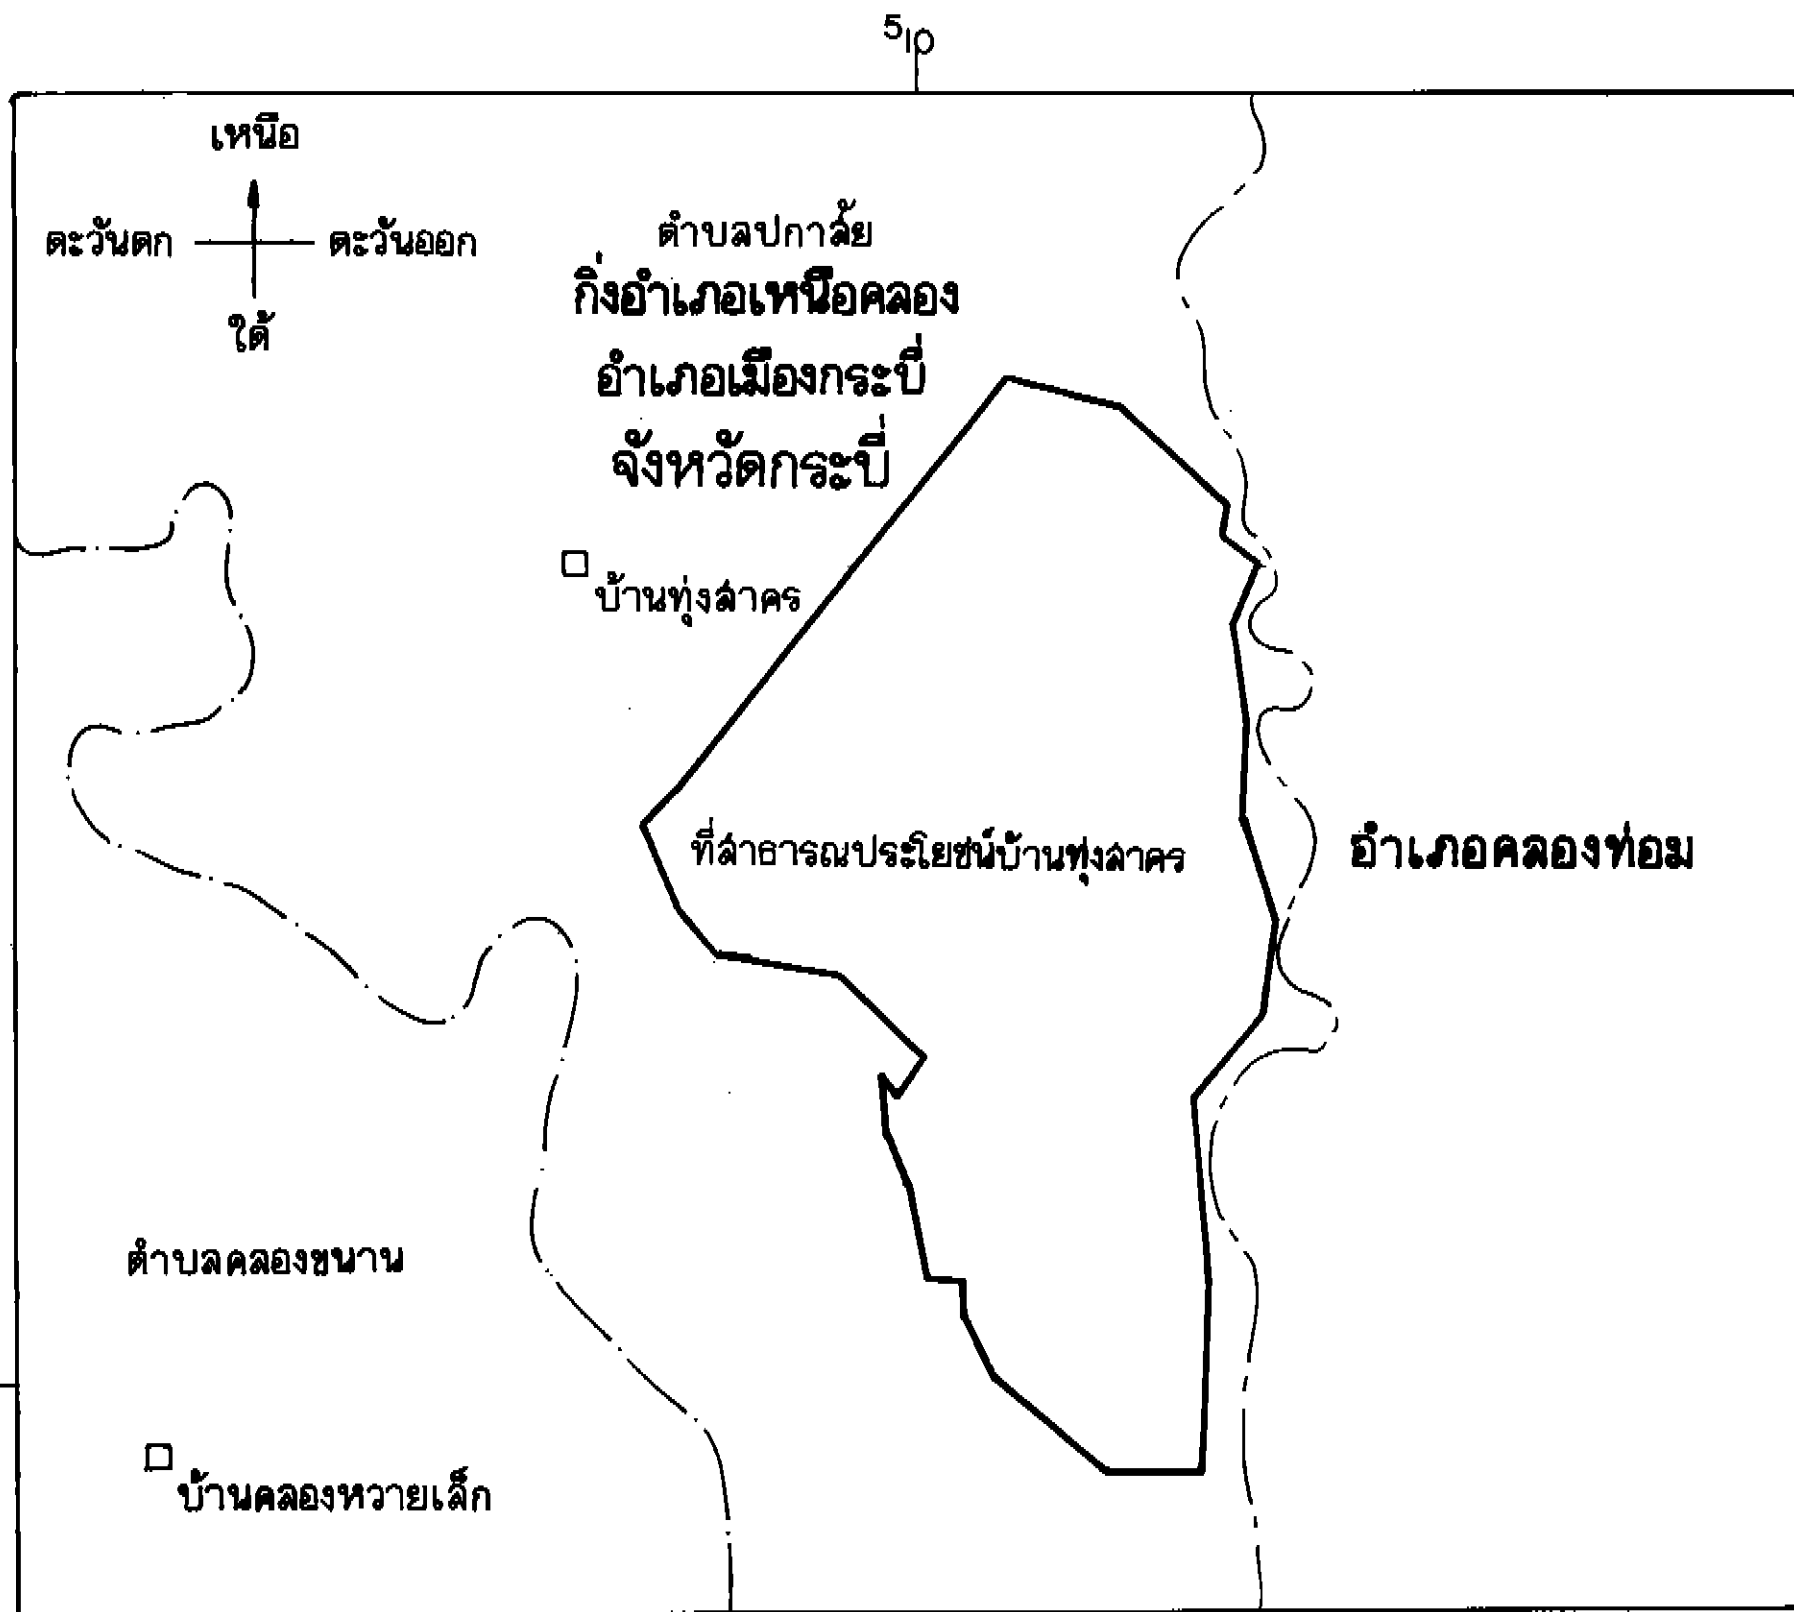 510
เหนือ
ตะวันตก
ตะวันออก
ใต้
ตำบลปกาสัย
กิ่งอำเภอเหนือคลอง
อำเภอเมืองกระบี่
จังหวัดกระบี่
บ้านทุ่งสาคร
ที่สาธารณประโยชน์บ้านทุ่งสาคร
อำเภอคลองท่อม
ตำบลคลองขนาน
บ้านคลองหวายเล็ก